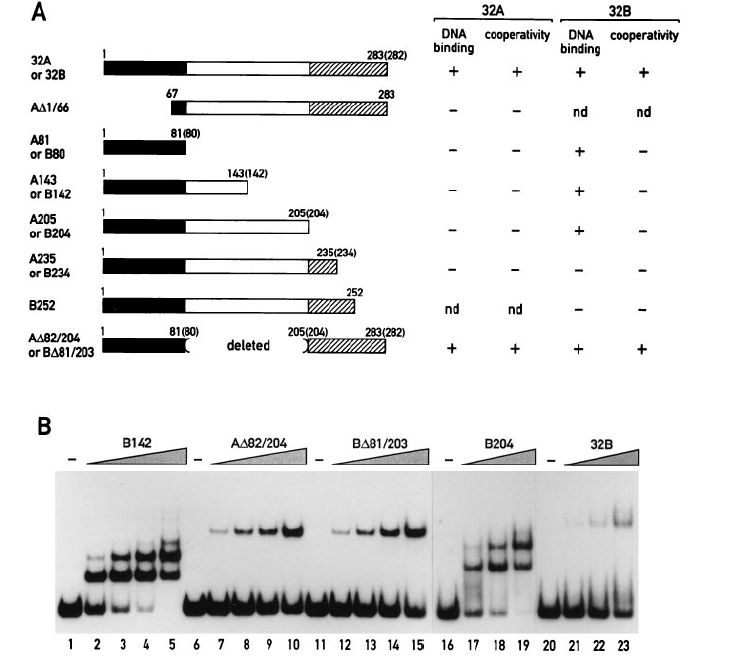 A
32A 32B
DNA binding cooperativity DNA binding cooperativity
32A or 32B 1 283(282) + + + +
AΔ1/66 67 283 – – nd nd
A81 or B80 1 81(80) – – + –
A143 or B142 1 143(142) – – + –
A205 or B204 1 205(204) – – + –
A235 or B234 1 235(234) – – – –
B252 1 252 nd nd – –
AΔ82/204 or BΔ81/203 1 81(80) deleted 205(204) 283(282) + + + +
B
– B142 – AΔ82/204 – BΔ81/203 – B204 – 32B
1 2 3 4 5 6 7 8 9 10 11 12 13 14 15 16 17 18 19 20 21 22 23